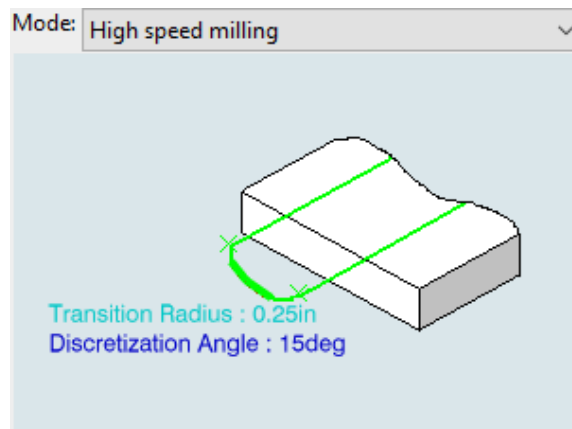 Mode: High speed milling
Transition Radius : 0.25in
Discretization Angle : 15deg